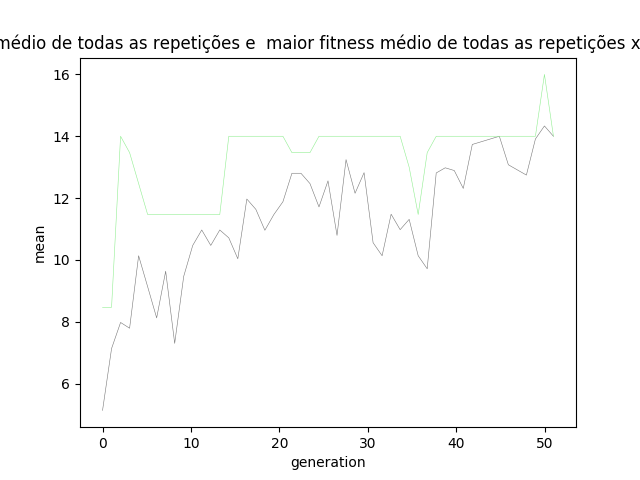 médio de todas as repetições e  maior fitness médio de todas as repetições x
16
14
12
10
8
6
mean
0 10 20 30 40 50
generation